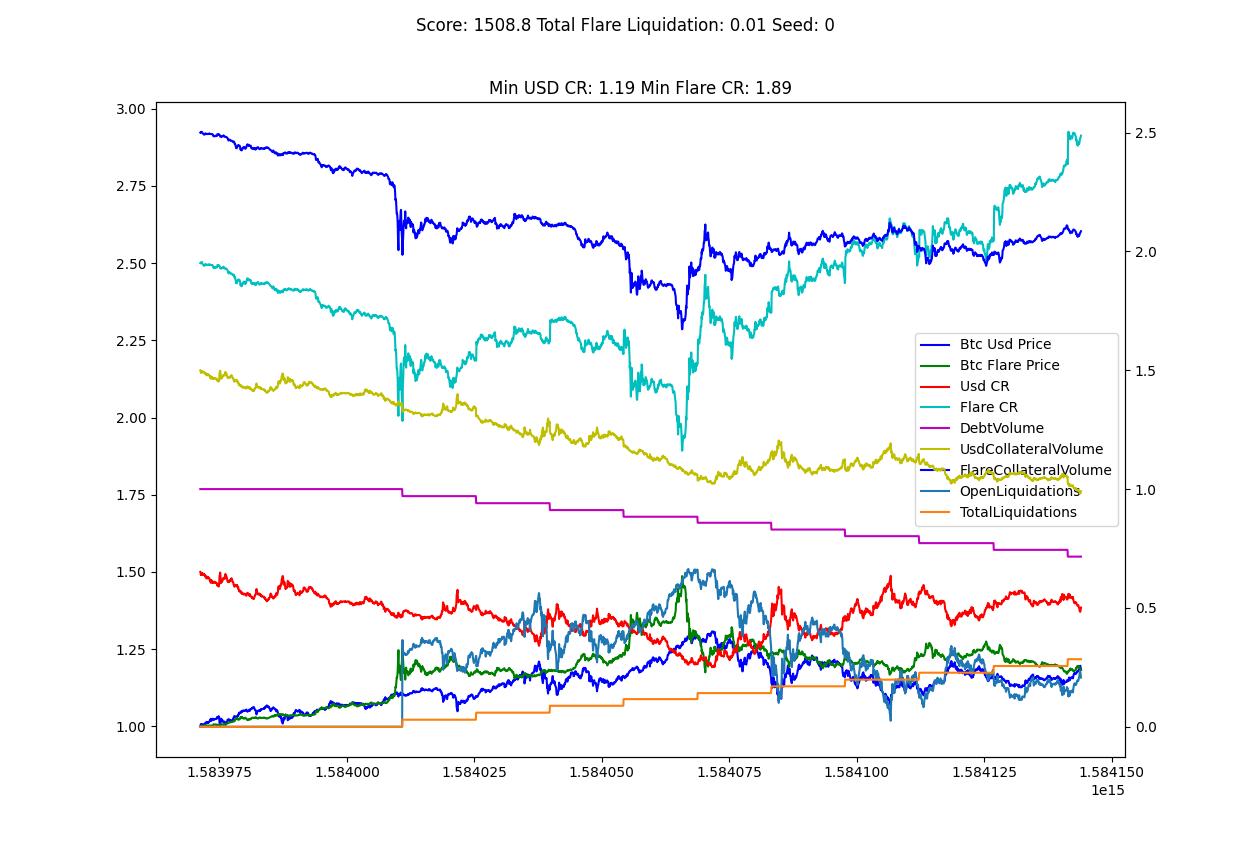 Score: 1508.8 Total Flare Liquidation: 0.01 Seed: 0
Min USD CR: 1.19 Min Flare CR: 1.89
3.00
2.75
2.50
2.25
2.00
1.75
1.50
1.25
1.00
2.5
2.0
1.5
1.0
0.5
0.0
Btc Usd Price
Btc Flare Price
Usd CR
Flare CR
DebtVolume
UsdCollateralVolume
FlareCollateralVolume
OpenLiquidations
TotalLiquidations
1.583975 1.584000 1.584025 1.584050 1.584075 1.584100 1.584125 1.584150
1e15